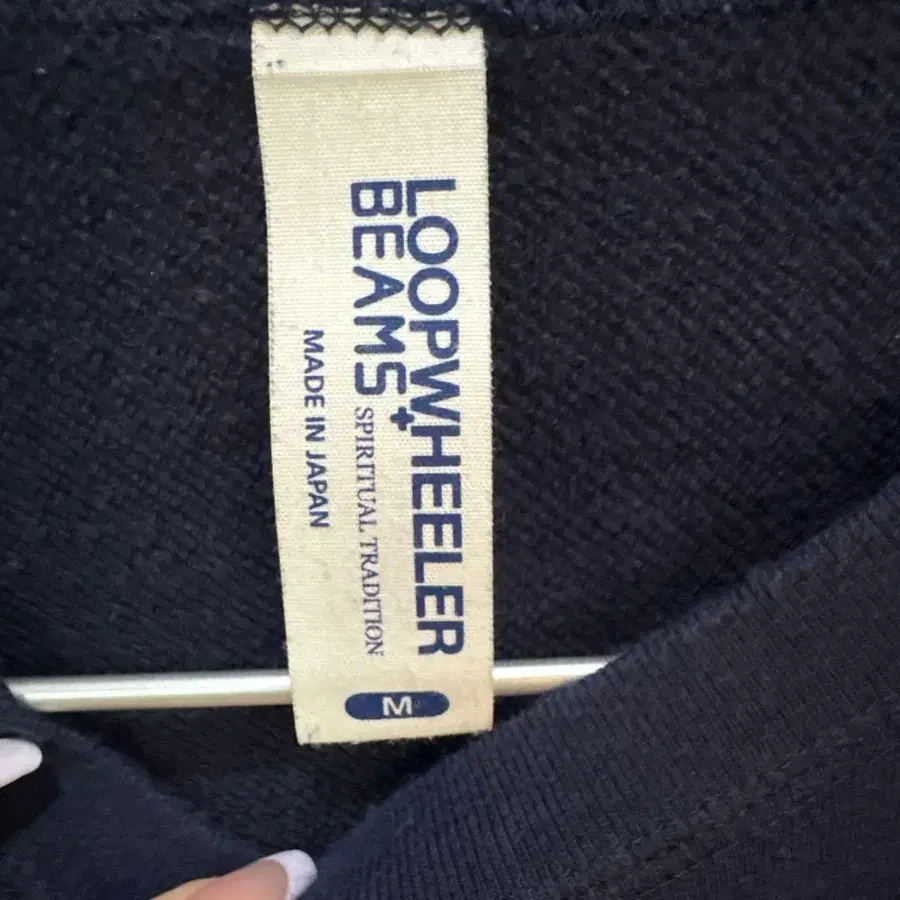 LOOPWHEELER
+
BEAMS SPIRITUAL TRADITION
MADE IN JAPAN
M